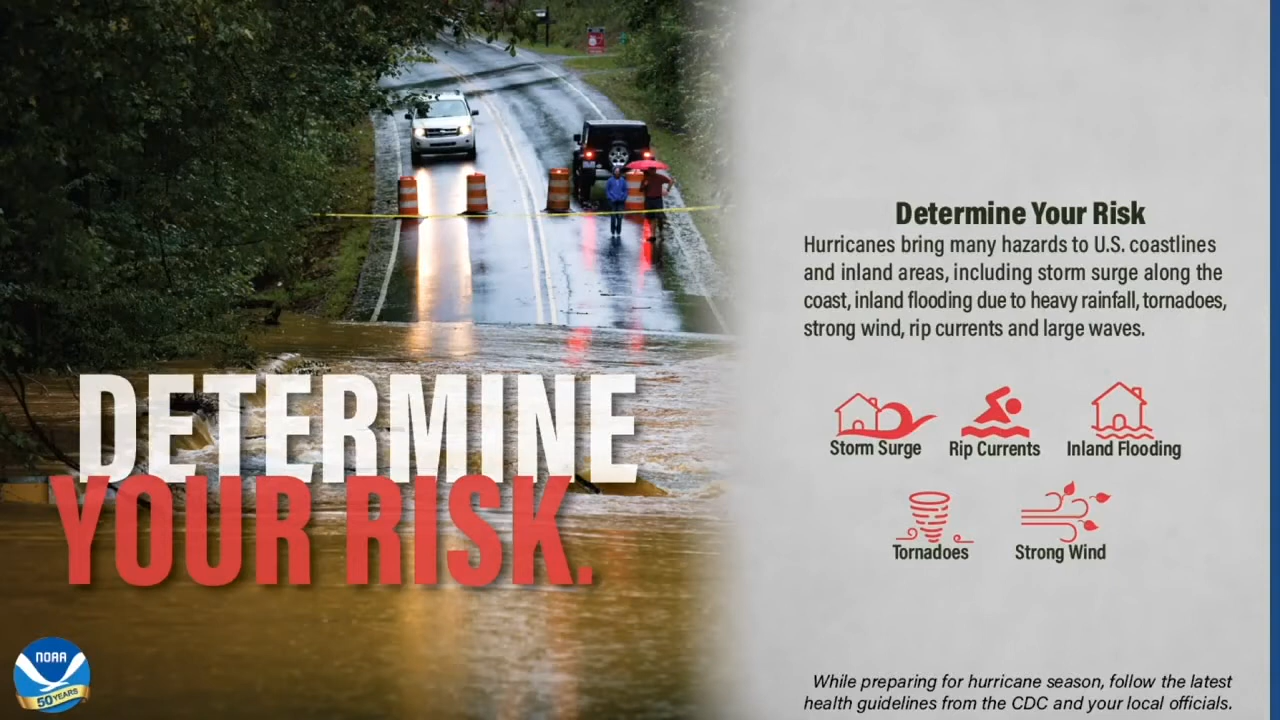 DETERMINE
YOUR RISK.
NOAA
50 YEARS
Determine Your Risk
Hurricanes bring many hazards to U.S. coastlines
and inland areas, including storm surge along the
coast, inland flooding due to heavy rainfall, tornadoes,
strong wind, rip currents and large waves.
Storm Surge
Rip Currents
Inland Flooding
Tornadoes
Strong Wind
While preparing for hurricane season, follow the latest
health guidelines from the CDC and your local officials.